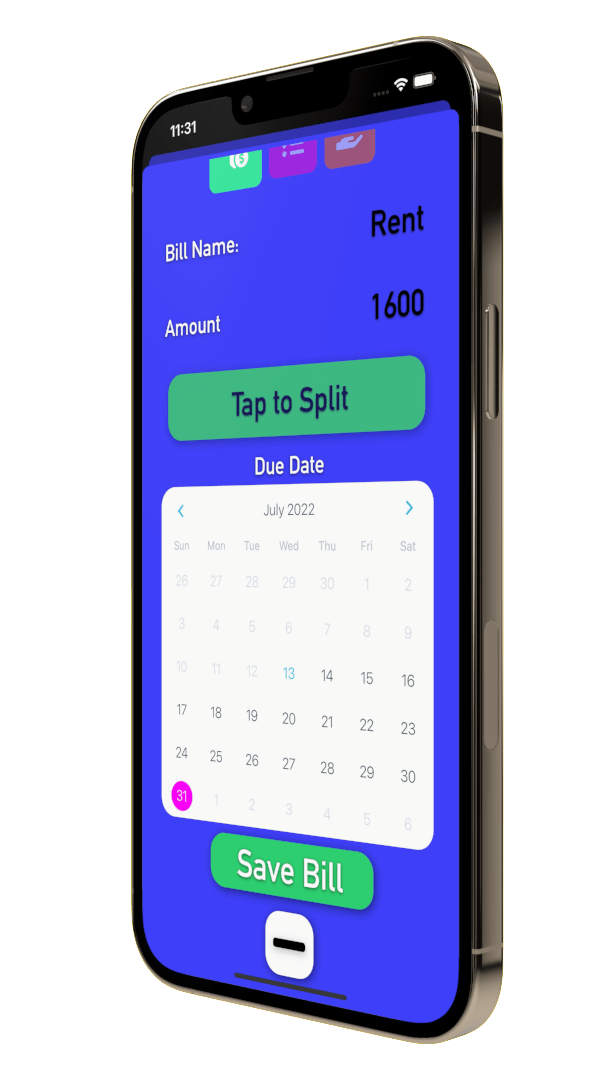 11:31
$
Bill Name: Rent
Amount 1600
Tap to Split
Due Date
July 2022
Sun Mon Tue Wed Thu Fri Sat
26 27 28 29 30 1 2
3 4 5 6 7 8 9
10 11 12 13 14 15 16
17 18 19 20 21 22 23
24 25 26 27 28 29 30
31 1 2 3 4 5 6
Save Bill